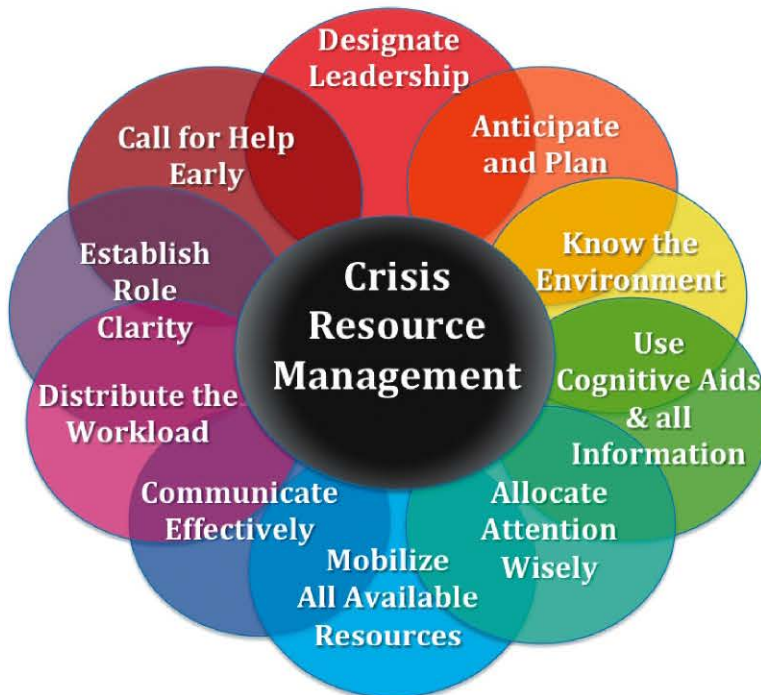 Designate
Leadership
Anticipate
and Plan
Know the
Environment
Use
Cognitive Aids
& all
Information
Allocate
Attention
Wisely
Mobilize
All Available
Resources
Communicate
Effectively
Distribute the
Workload
Establish
Role
Clarity
Call for Help
Early
Crisis
Resource
Management